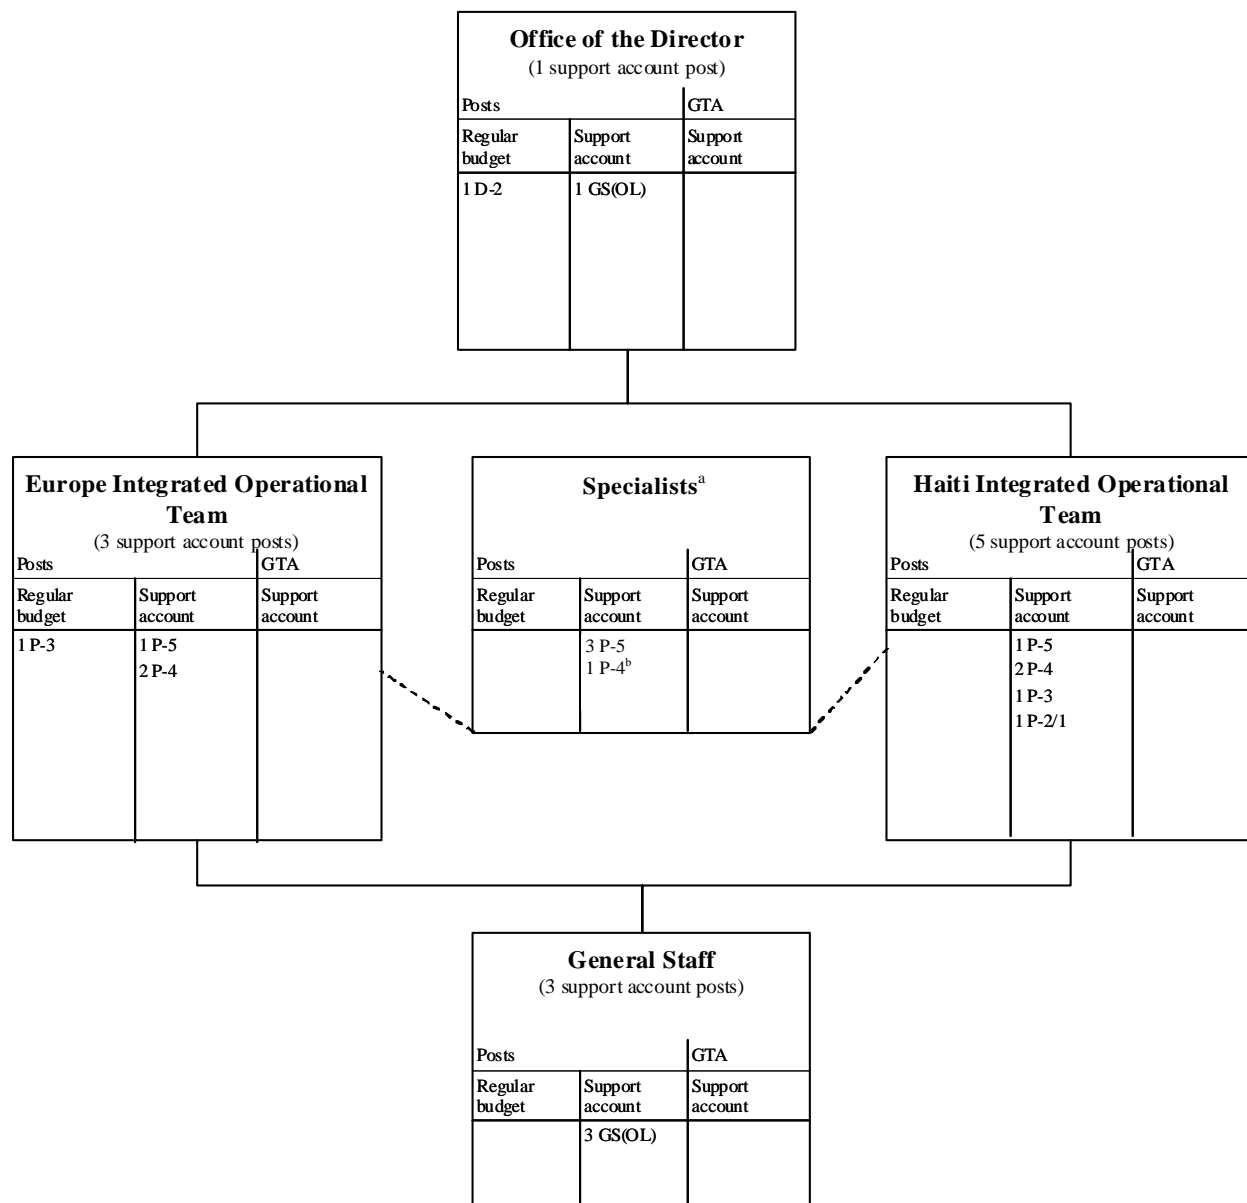 Office of the Director
(1 support account post)
Posts GTA
Regular budget Support account Support account
1 D-2 1 GS(OL)
Europe Integrated Operational
Team
(3 support account posts)
Posts GTA
Regular budget Support account Support account
1 P-3 1 P-5
2 P-4
Specialistsᵃ
Posts GTA
Regular budget Support account Support account
3 P-5
1 P-4ᵇ
Haiti Integrated Operational
Team
(5 support account posts)
Posts GTA
Regular budget Support account Support account
1 P-5
2 P-4
1 P-3
1 P-2/1
General Staff
(3 support account posts)
Posts GTA
Regular budget Support account Support account
3 GS(OL)